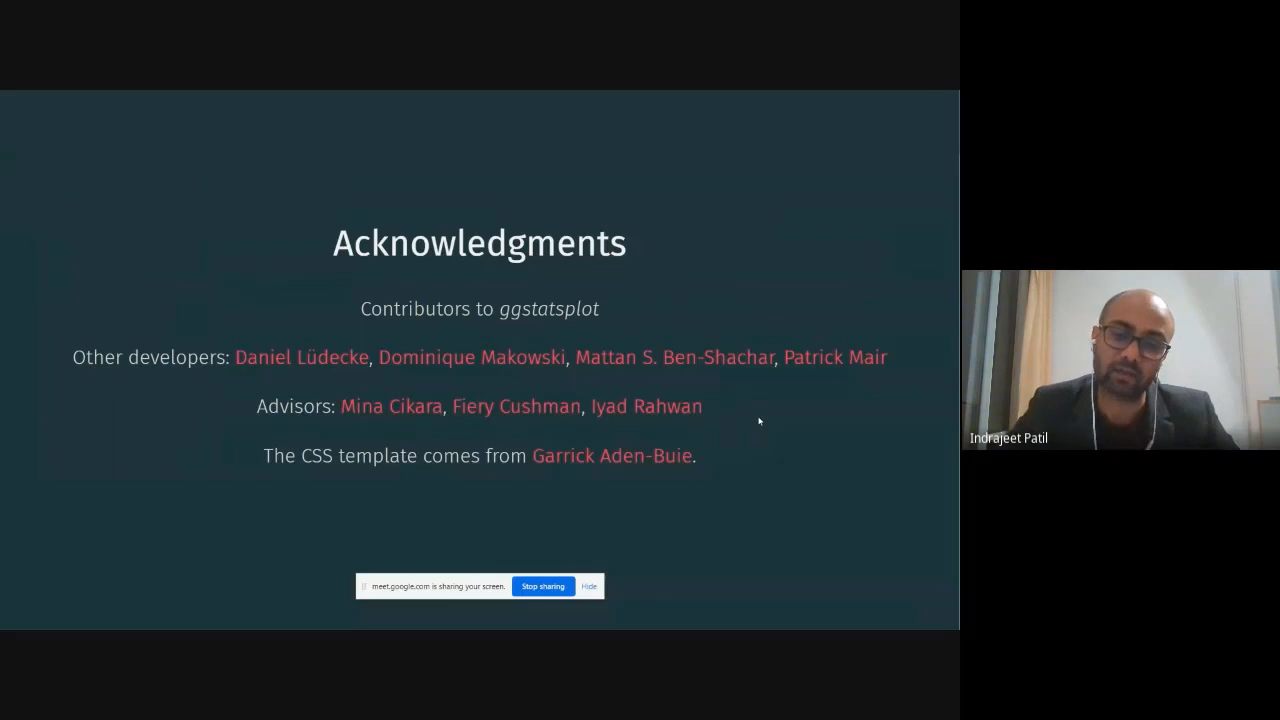 Acknowledgments
Contributors to ggstatsplot
Other developers: Daniel Lüdecke, Dominique Makowski, Mattan S. Ben-Shachar, Patrick Mair
Advisors: Mina Cikara, Fiery Cushman, Iyad Rahwan
The CSS template comes from Garrick Aden-Buie.
meet.google.com is sharing your screen. Stop sharing Hide
Indrajeet Patil